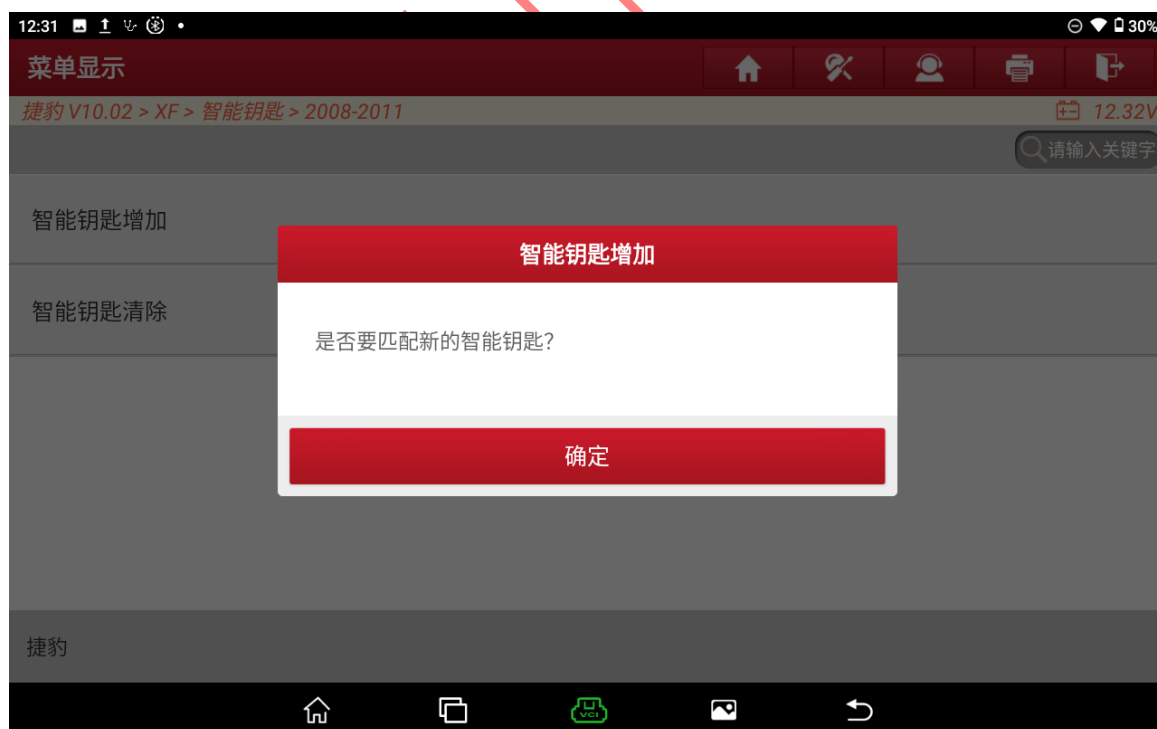 12:31
30%
菜单显示
捷豹 V10.02 > XF > 智能钥匙 > 2008-2011
12.32V
请输入关键字
智能钥匙增加
智能钥匙增加
智能钥匙清除
是否要匹配新的智能钥匙?
确定
捷豹
VCI